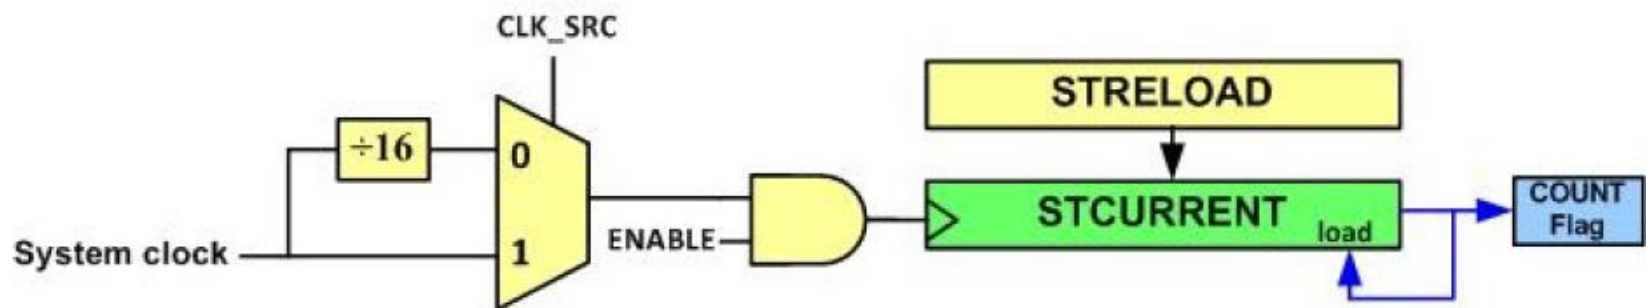 CLK_SRC
STRELOAD
÷16
0
STCURRENT
load
COUNT
Flag
ENABLE
System clock
1